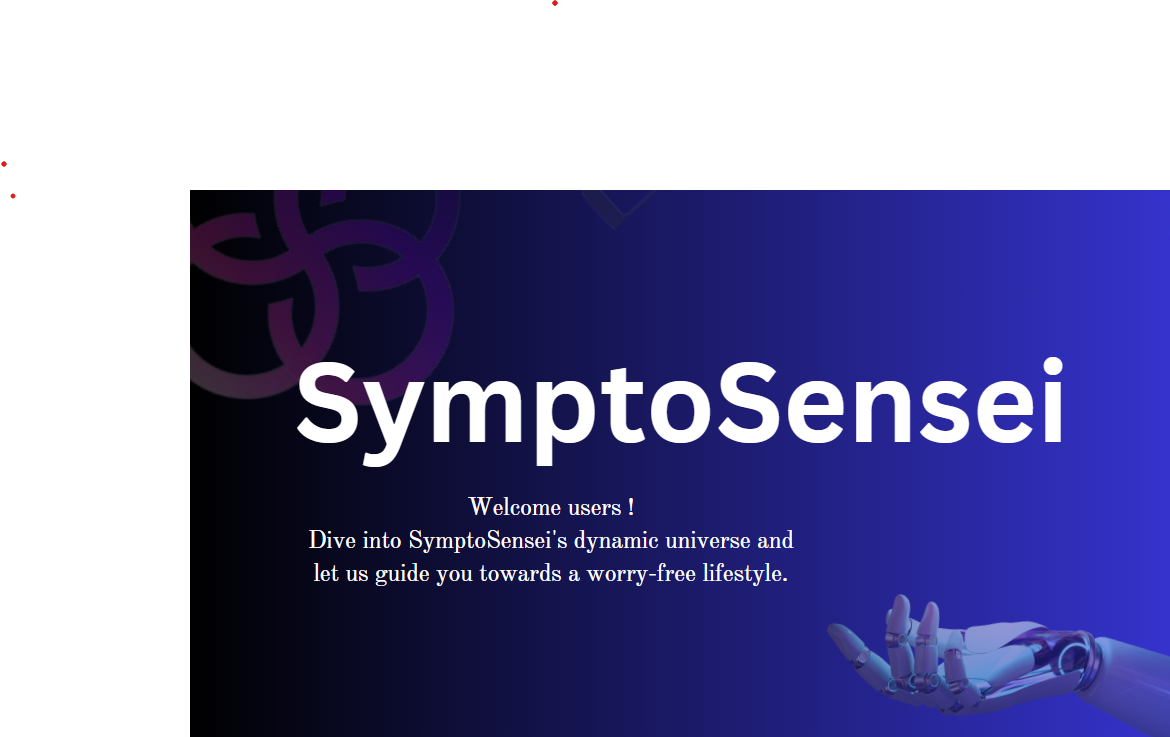 SymptoSensei
Welcome users !
Dive into SymptoSensei's dynamic universe and
let us guide you towards a worry-free lifestyle.